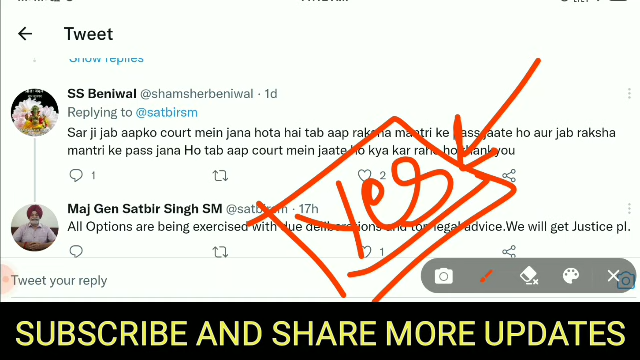 Tweet
Show replies
SS Beniwal @shamsherbeniwal · 1d
Replying to @satbirsm
Sar ji jab aapko court mein jana hota hai tab aap raksha mantri ke pass jaate ho aur jab raksha
mantri ke pass jana Ho tab aap court mein jaate ho kya kar rahe ho thankyou
1
2
Yes
Maj Gen Satbir Singh SM @satbirsm · 17h
All Options are being exercised with due deliberations and top legal advice.We will get Justice pl.
1
Tweet your reply
SUBSCRIBE AND SHARE MORE UPDATES